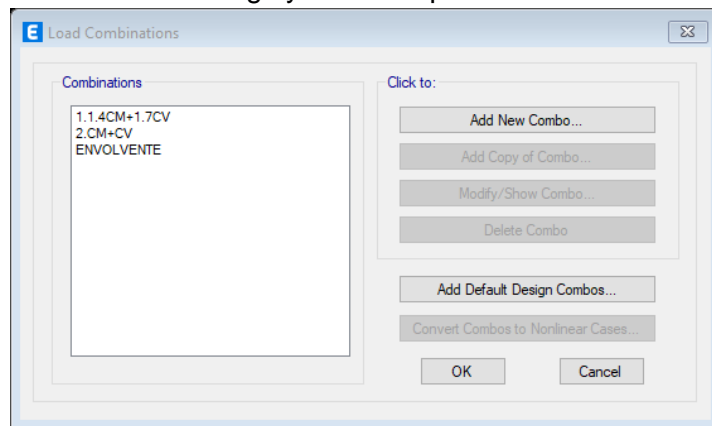 E Load Combinations
Combinations
1.1.4CM+1.7CV
2.CM+CV
ENVOLVENTE
Click to:
Add New Combo...
Add Copy of Combo...
Modify/Show Combo...
Delete Combo
Add Default Design Combos...
Convert Combos to Nonlinear Cases...
OK
Cancel